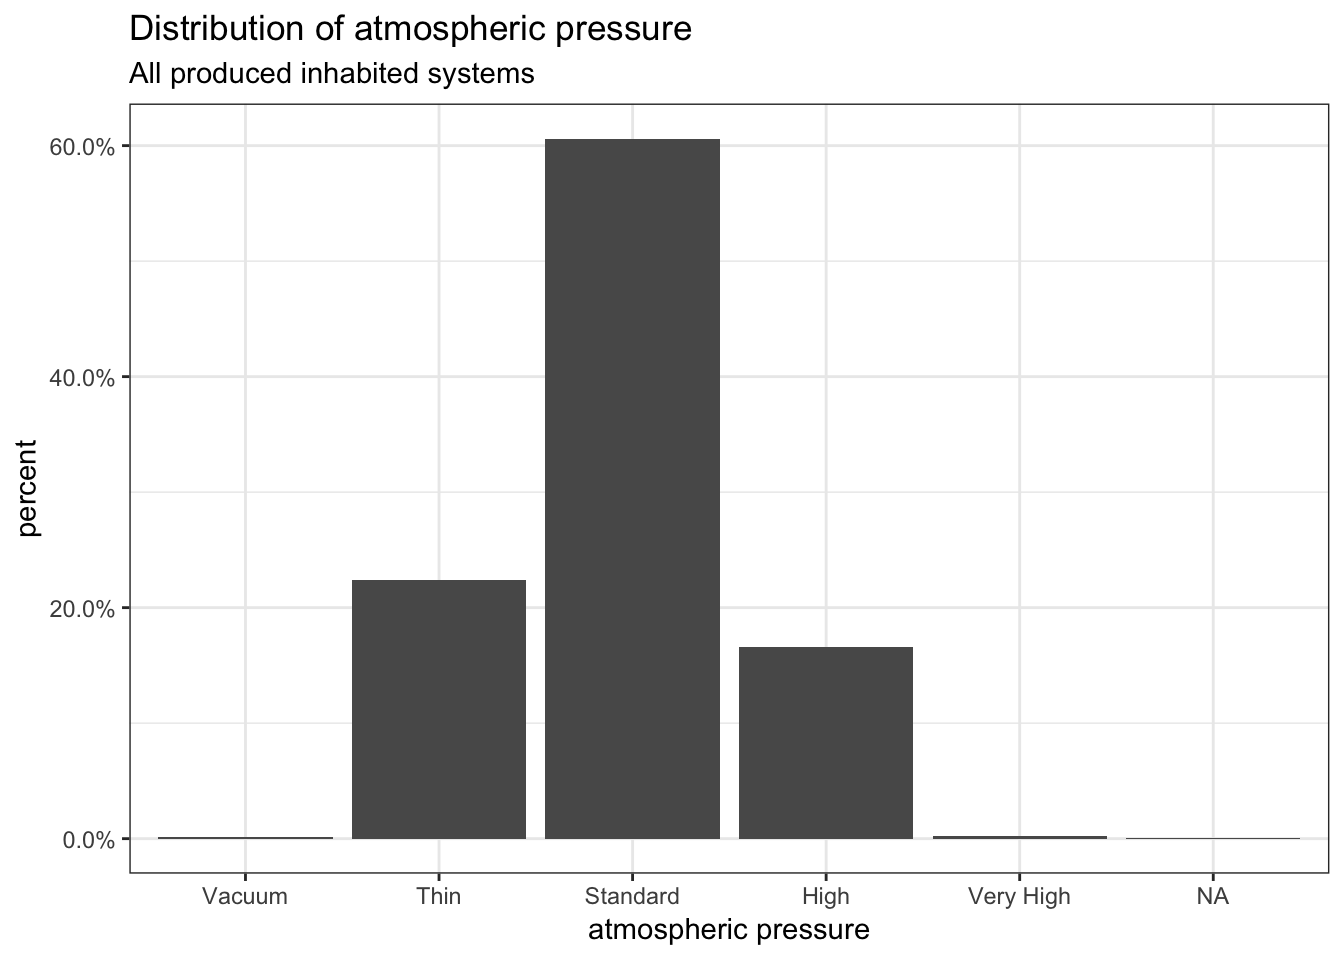 Distribution of atmospheric pressure
All produced inhabited systems
60.0%
40.0%
20.0%
0.0%
percent
Vacuum Thin Standard High Very High NA
atmospheric pressure